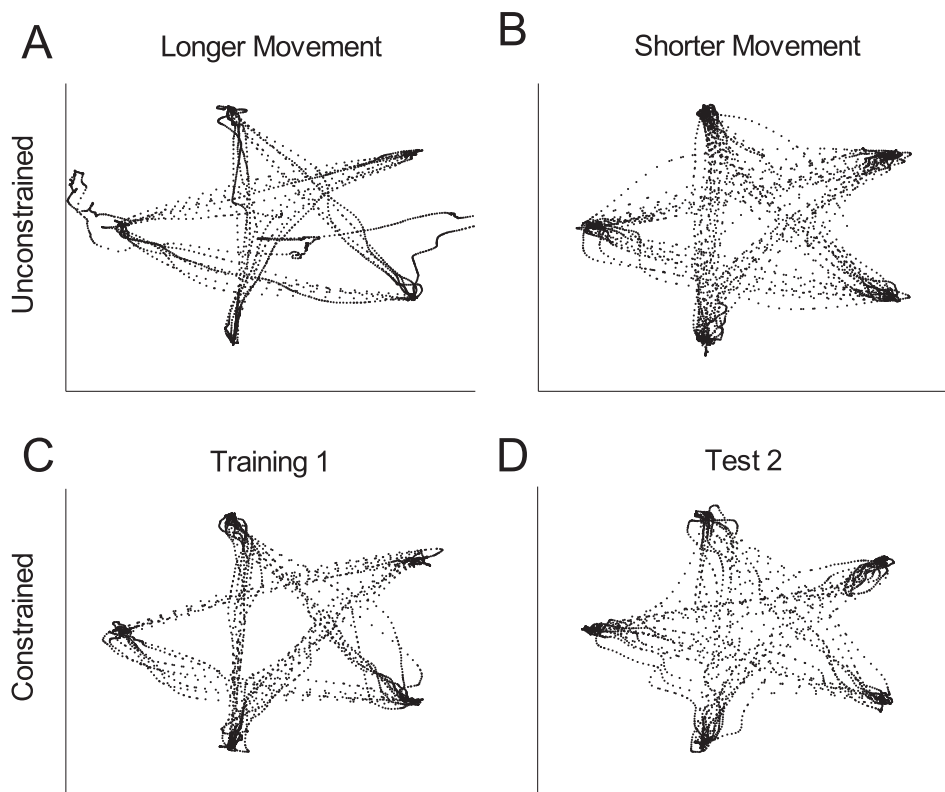 A
Longer Movement
B
Shorter Movement
Unconstrained
C
Training 1
D
Test 2
Constrained